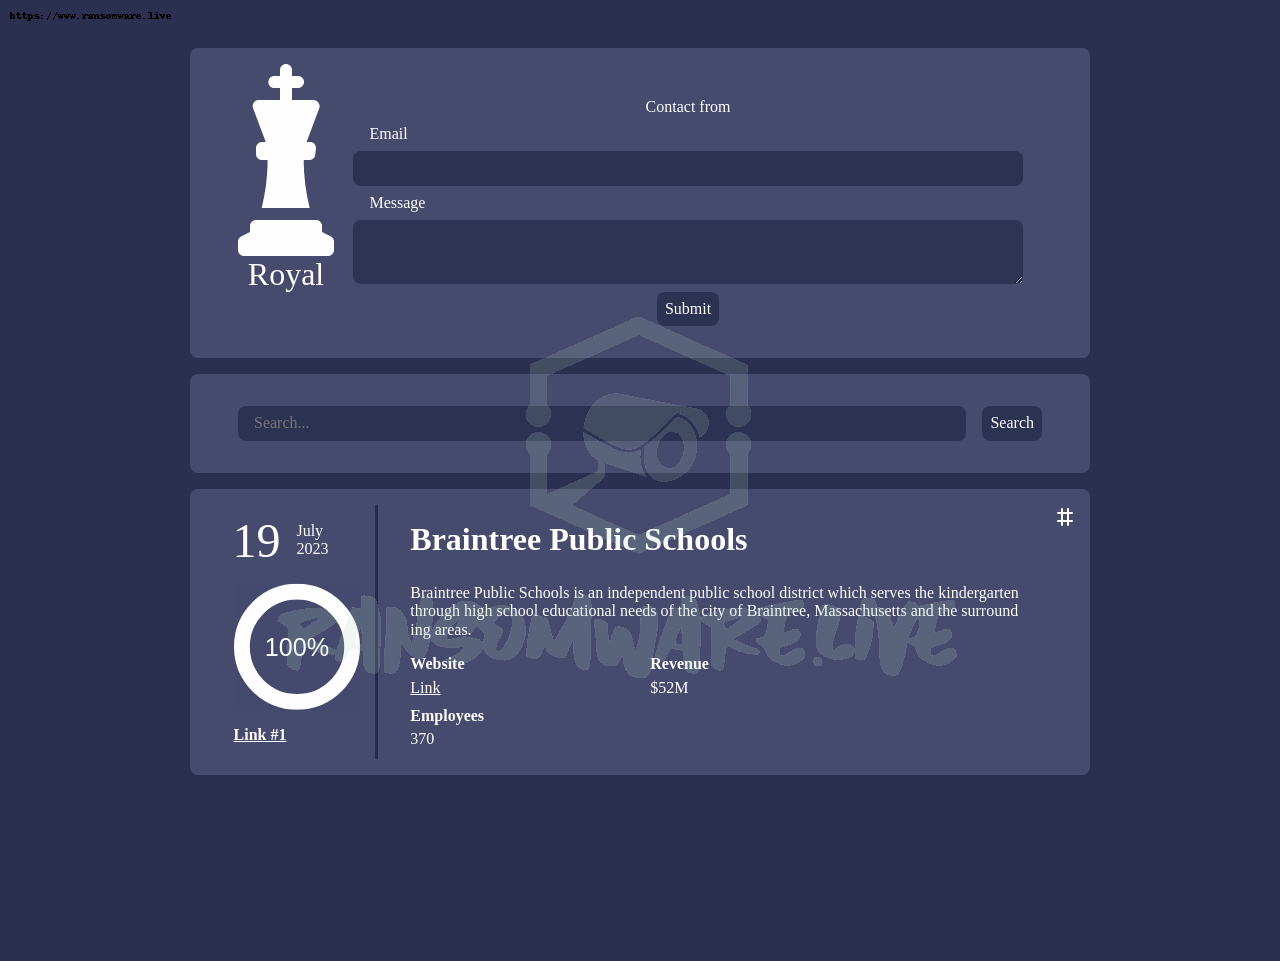 https://www.ransomware.live
Contact from
Email
Message
Royal
Submit
Search...
Search
19
July
2023
Braintree Public Schools
Braintree Public Schools is an independent public school district which serves the kindergarten
through high school educational needs of the city of Braintree, Massachusetts and the surround
ing areas.
100%
RANSOMWARE.LIVE
Website
Revenue
Link
$52M
Employees
Link #1
370